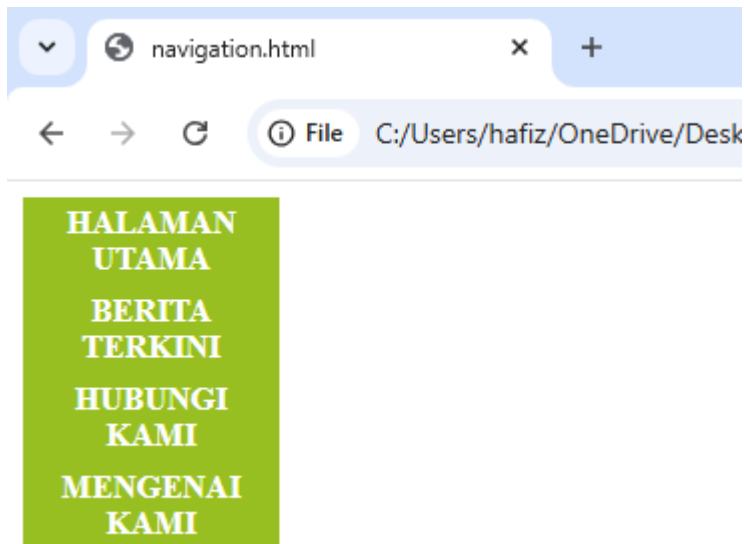 navigation.html
File C:/Users/hafiz/OneDrive/Desk
HALAMAN
UTAMA
BERITA
TERKINI
HUBUNGI
KAMI
MENGENAI
KAMI